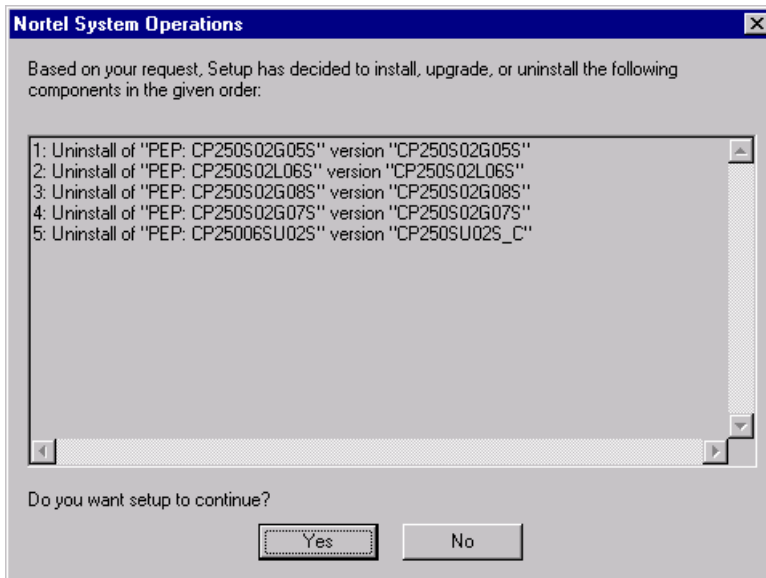 Nortel System Operations
Based on your request, Setup has decided to install, upgrade, or uninstall the following
components in the given order:
1: Uninstall of "PEP: CP250S02G05S" version "CP250S02G05S"
2: Uninstall of "PEP: CP250S02L06S" version "CP250S02L06S"
3: Uninstall of "PEP: CP250S02G08S" version "CP250S02G08S"
4: Uninstall of "PEP: CP250S02G07S" version "CP250S02G07S"
5: Uninstall of "PEP: CP25006SU02S" version "CP250SU02S_C"
Do you want setup to continue?
Yes No